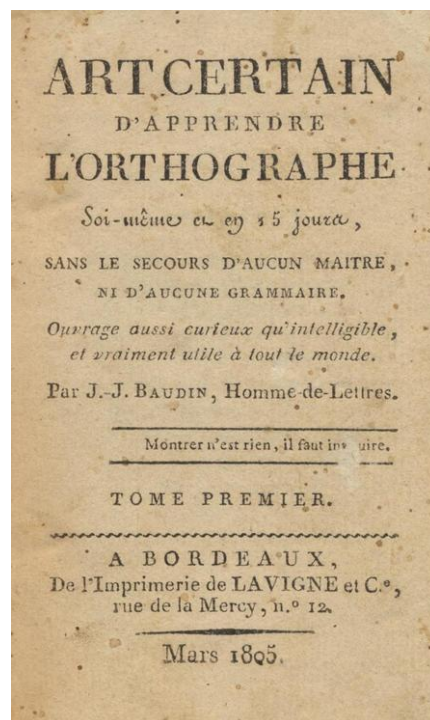 ART CERTAIN
D'APPRENDRE
L'ORTHOGRAPHE
Soi-même et en 15 jours,
SANS LE SECOURS D'AUCUN MAITRE,
NI D'AUCUNE GRAMMAIRE.
Ouvrage aussi curieux qu'intelligible,
et vraiment utile à tout le monde.
Par J.-J. BAUDIN, Homme-de-Lettres.
Montrer n'est rien, il faut
TOME PREMIER.
A BORDEAUX,
De l'Imprimerie de LAVIGNE et C.e,
rue de la Mercy, n.º 12.
Mars 1805.